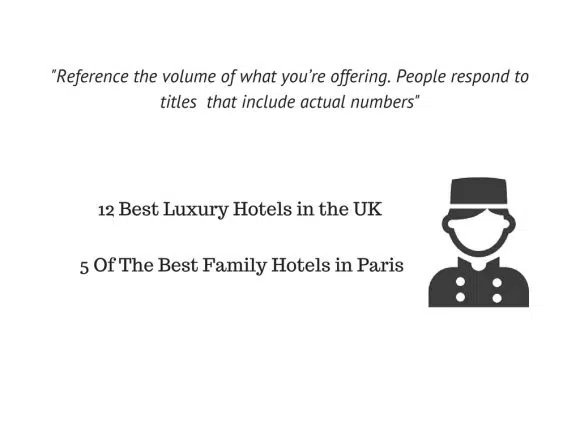 "Reference the volume of what you’re offering. People respond to
titles  that include actual numbers"
12 Best Luxury Hotels in the UK
5 Of The Best Family Hotels in Paris